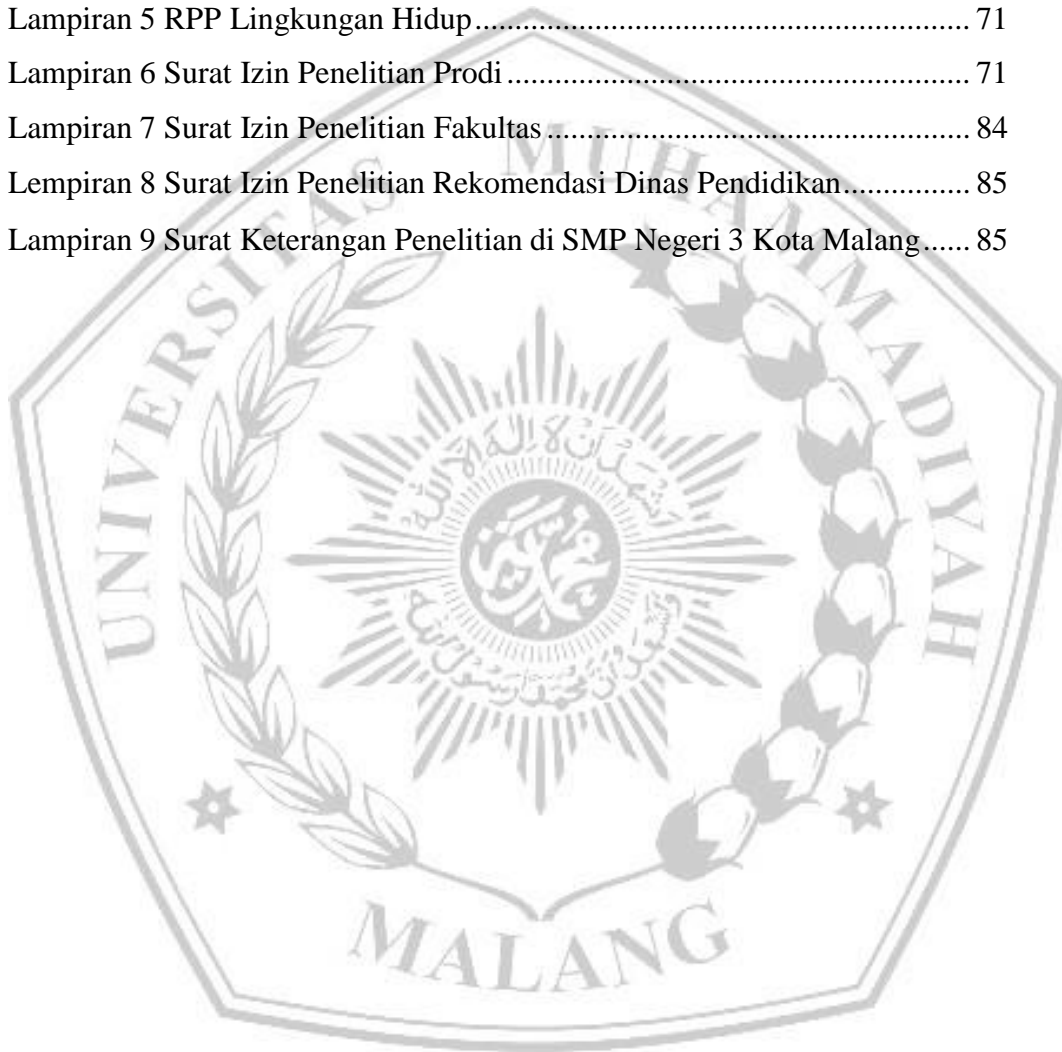 Lampiran 5 RPP Lingkungan Hidup............................................................. 71
Lampiran 6 Surat Izin Penelitian Prodi......................................................... 71
Lampiran 7 Surat Izin Penelitian Fakultas.................................................... 84
Lempiran 8 Surat Izin Penelitian Rekomendasi Dinas Pendidikan............... 85
Lampiran 9 Surat Keterangan Penelitian di SMP Negeri 3 Kota Malang...... 85
UNIVERSITAS MUHAMMADIYAH
MALANG